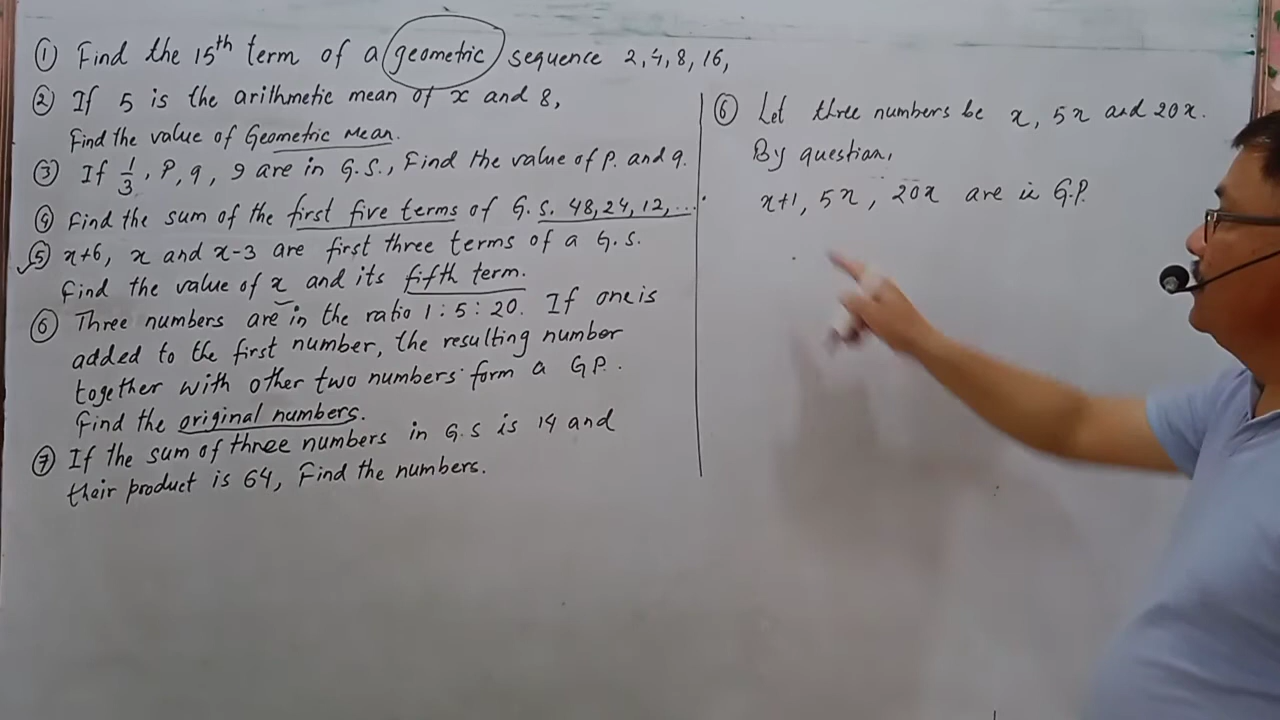 ① Find the 15th term of a geometric sequence 2, 4, 8, 16,
② If 5 is the arithmetic mean of x and 8,
Find the value of Geometric Mean.
③ If 1/3, P, q, 9 are in G.S., Find the value of P. and q.
④ Find the sum of the first five terms of G.S. 48, 24, 12, ....
⑤ x+6, x and x-3 are first three terms of a G.S.
Find the value of x and its fifth term.
⑥ Three numbers are in the ratio 1:5:20. If one is
added to the first number, the resulting number
together with other two numbers form a G.P.
Find the original numbers.
⑦ If the sum of three numbers in G.S is 14 and
their product is 64, Find the numbers.
⑥ Let three numbers be x, 5x and 20x.
By question,
x+1, 5x, 20x are in G.P.